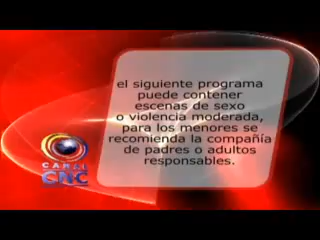 el siguiente programa
puede contener
escenas de sexo
o violencia moderada,
para los menores se
recomienda la compañía
de padres o adultos
responsables.
CANAL
CNC